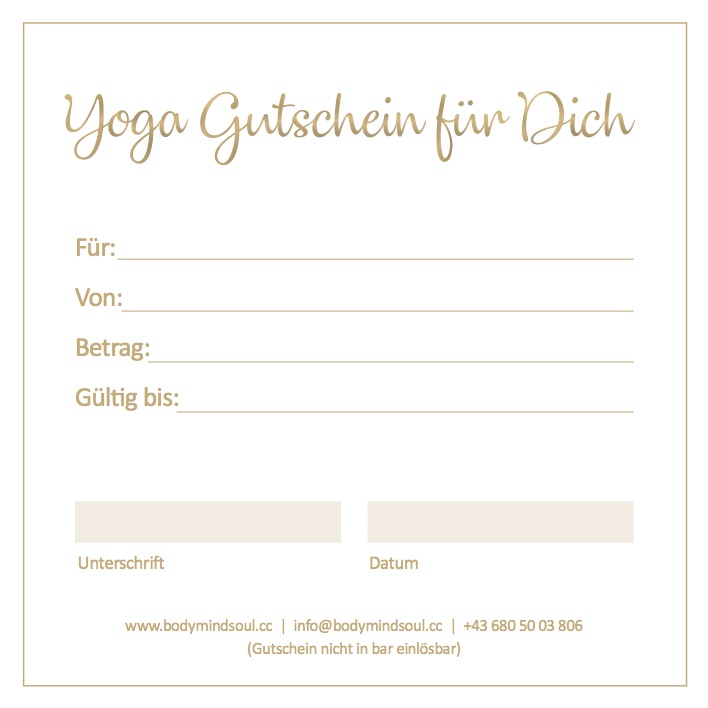 Yoga Gutschein für Dich
Für:
Von:
Betrag:
Gültig bis:
Unterschrift
Datum
www.bodymindsoul.cc | info@bodymindsoul.cc | +43 680 50 03 806
(Gutschein nicht in bar einlösbar)